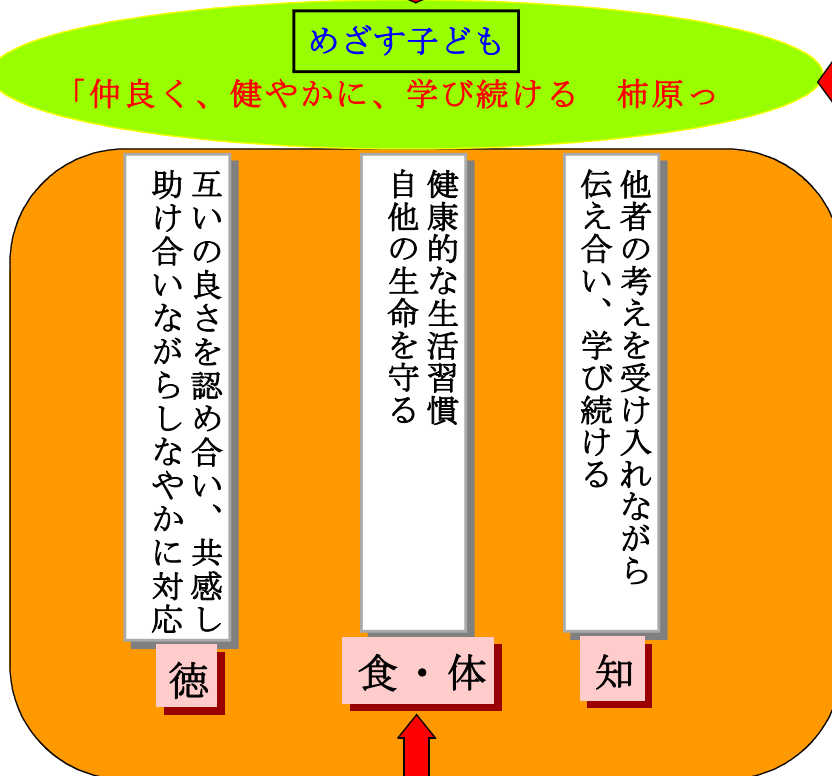 めざす子ども
「仲良く、健やかに、学び続ける　柿原っ
他者の考えを受け入れながら
伝え合い、学び続ける
知
健康的な生活習慣
自他の生命を守る
食・体
互いの良さを認め合い、共感し
助け合いながらしなやかに対応
徳